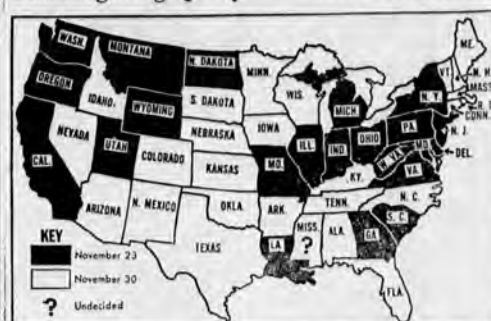 WASH.
MONTANA
N. DAKOTA
MINN.
OREGON
IDAHO
WYOMING
S. DAKOTA
WIS.
MICH.
N. Y.
VT.
ME.
N. H.
MASS.
R. I.
CONN.
NEVADA
UTAH
COLORADO
NEBRASKA
IOWA
ILL.
IND.
OHIO
PA.
N. J.
MD.
DEL.
CAL.
KANSAS
MO.
KY.
W. VA.
VA.
ARIZONA
N. MEXICO
OKLA.
ARK.
TENN.
N. C.
S. C.
TEXAS
LA
MISS.
?
ALA.
GA
FLA.
KEY
November 23
November 30
? Undecided